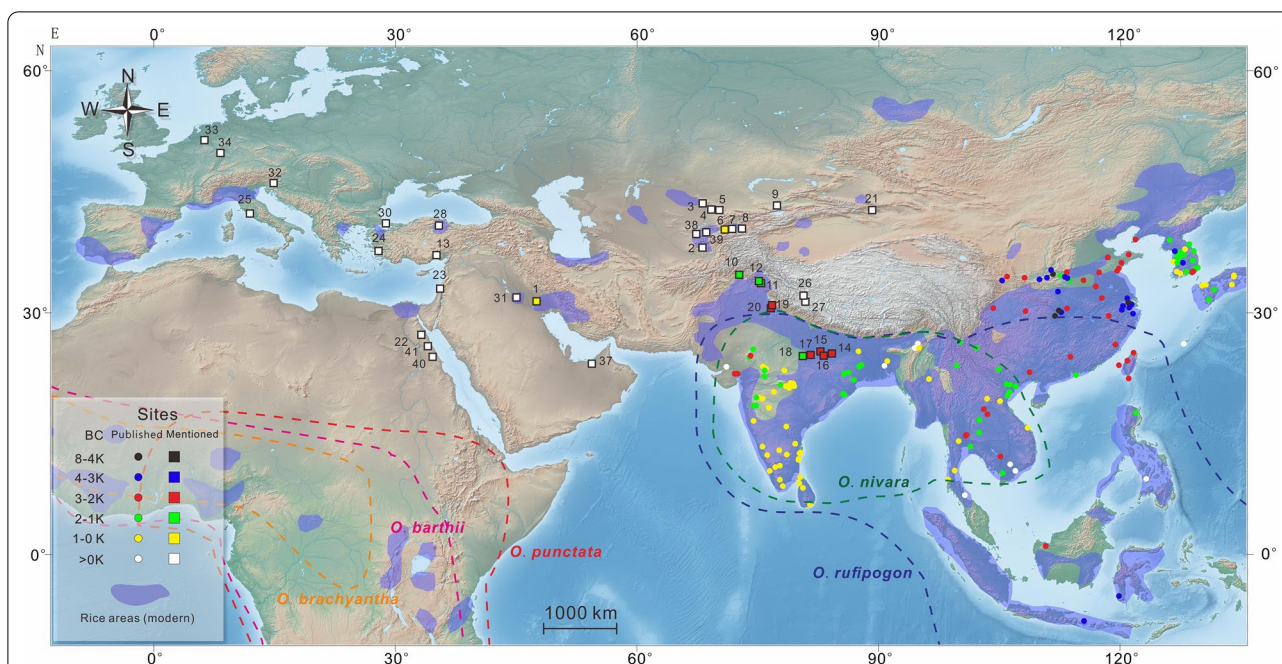 E 0° 30° 60° 90° 120°
N
60° 60°
N
W E
S
33
34
32
25
30
28
24
13
23
31
1
22
41
40
37
3
4
5
9
21
38
39
6
7
8
2
10
12
11
26
27
19
20
17
15
14
18
16
30° 30°
0° 0°
Sites
BC Published Mentioned
8-4K
4-3K
3-2K
2-1K
1-0 K
>0K
Rice areas (modern)
O. nivara
O. barthii
O. punctata
O. rufipogon
O. brachyantha
1000 km
0° 30° 60° 90° 120°